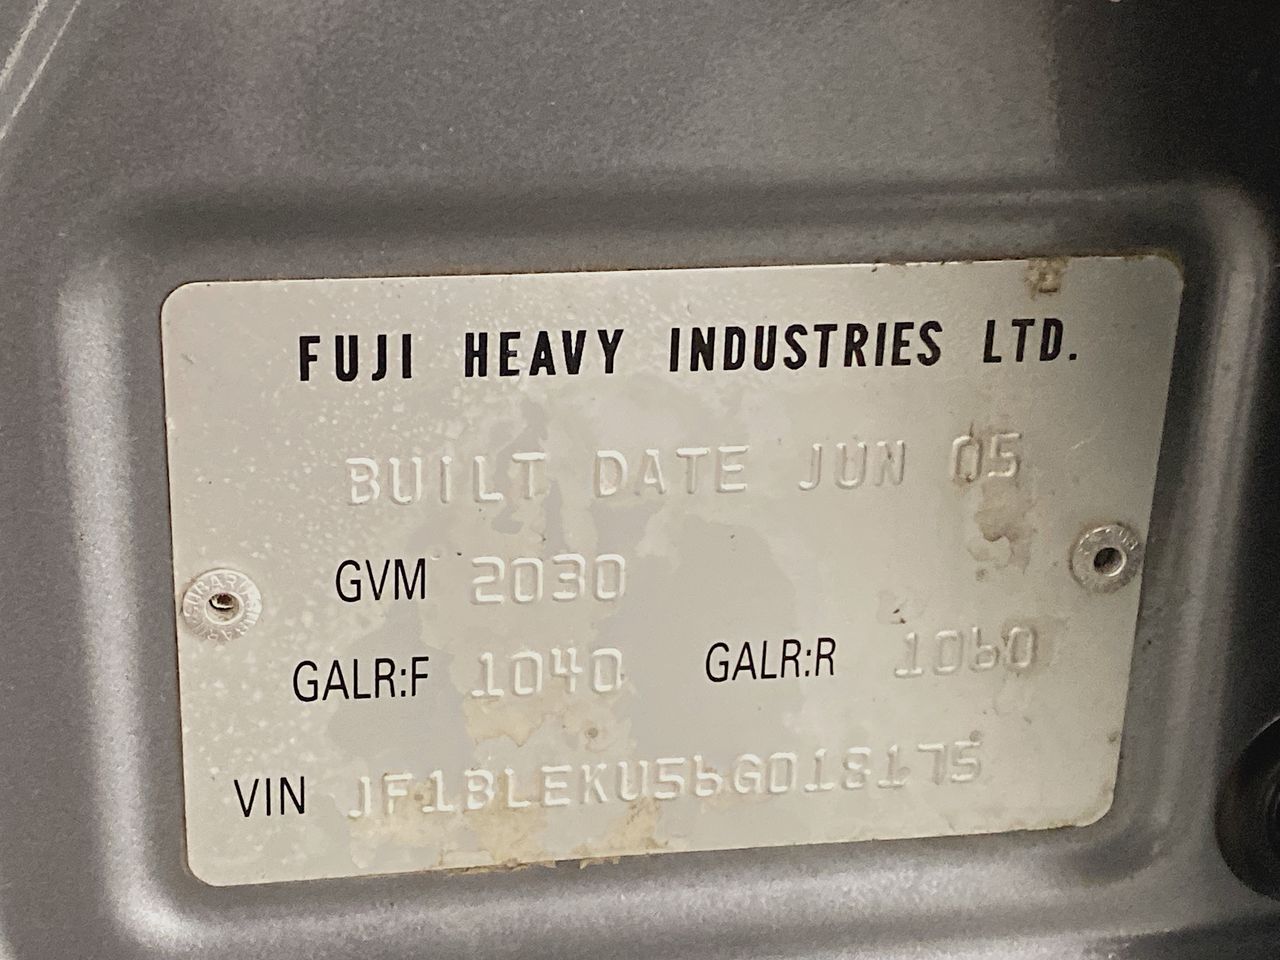 FUJI HEAVY INDUSTRIES LTD.
BUILT DATE JUN 05
GVM 2030
GALR:F 1040 GALR:R 1060
VIN JF1BLEKU56G018175